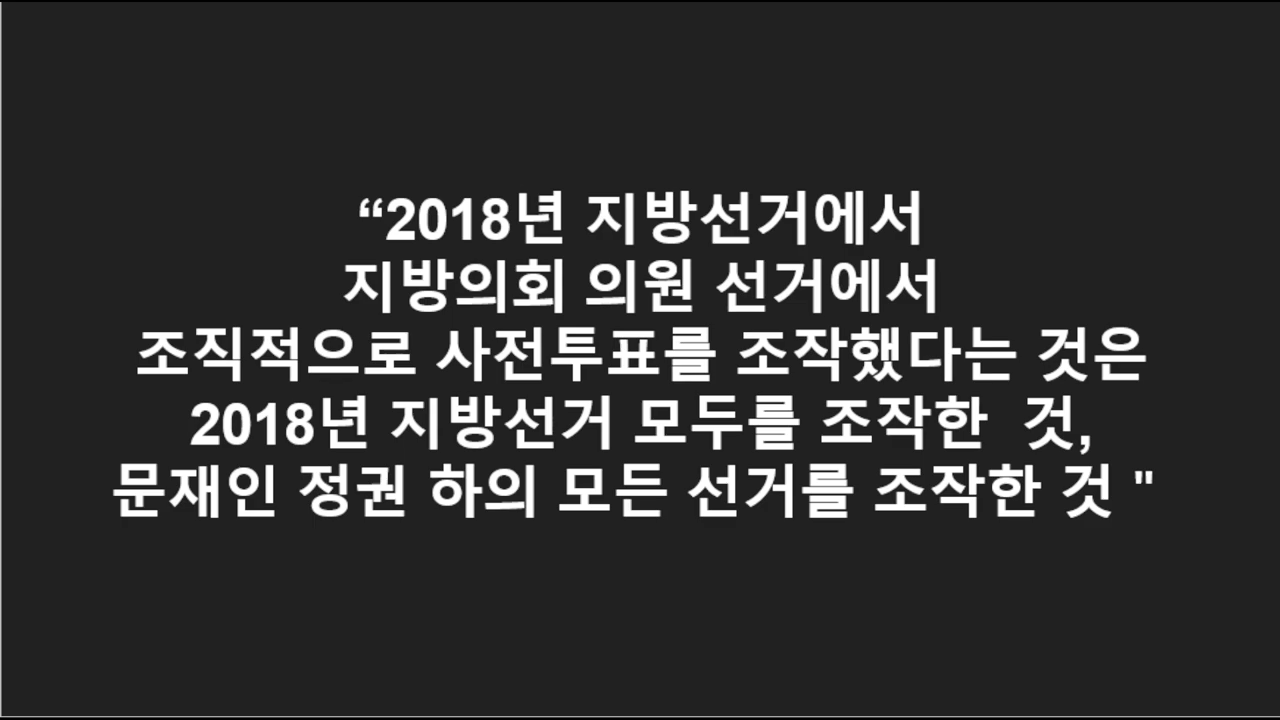 “2018년 지방선거에서
지방의회 의원 선거에서
조직적으로 사전투표를 조작했다는 것은
2018년 지방선거 모두를 조작한  것,
문재인 정권 하의 모든 선거를 조작한 것 "